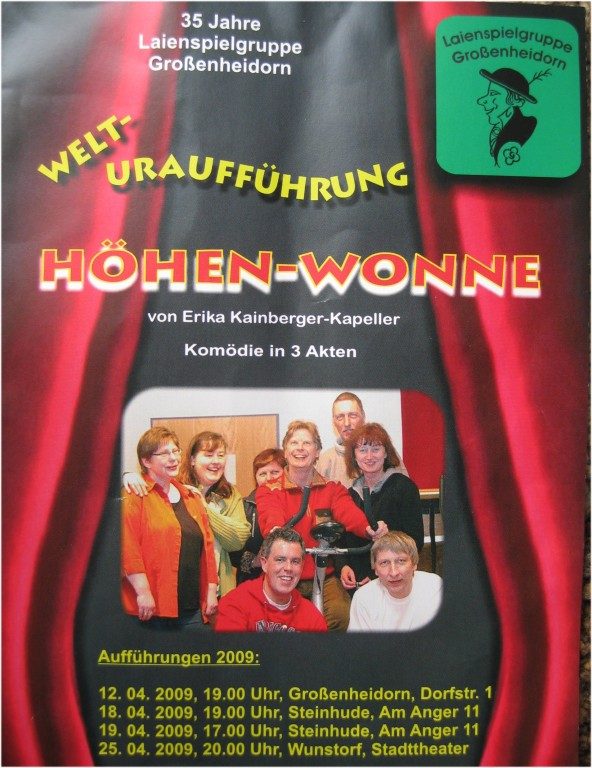 35 Jahre
Laienspielgruppe
Großenheidorn
Laienspielgruppe
Großenheidorn
WELT-
URAUFFÜHRUNG
HÖHEN-WONNE
von Erika Kainberger-Kapeller
Komödie in 3 Akten
Aufführungen 2009:
12. 04. 2009, 19.00 Uhr, Großenheidorn, Dorfstr. 1
18. 04. 2009, 19.00 Uhr, Steinhude, Am Anger 11
19. 04. 2009, 17.00 Uhr, Steinhude, Am Anger 11
25. 04. 2009, 20.00 Uhr, Wunstorf, Stadttheater